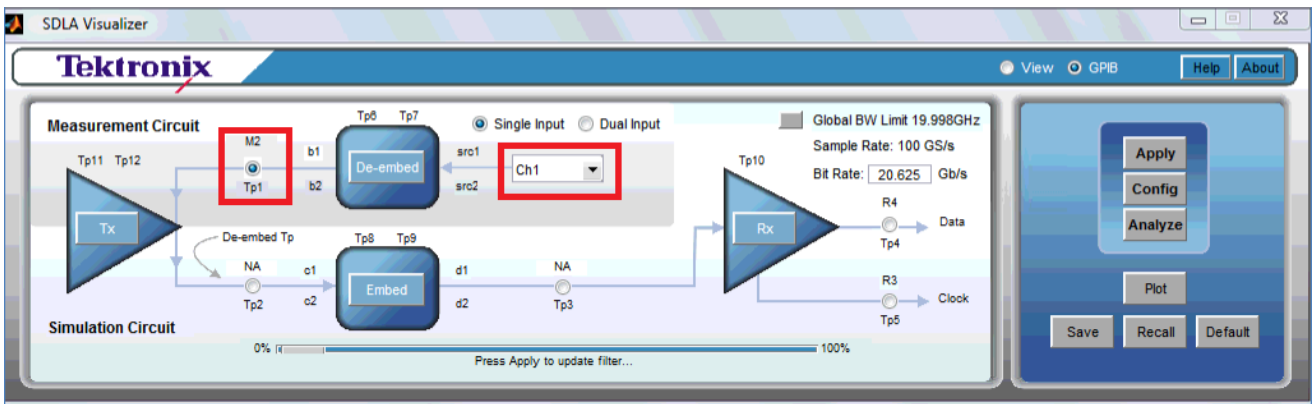 SDLA Visualizer
Tektronix
View GPIB Help About
Measurement Circuit
Tp11 Tp12
M2
Tp1
b1
b2
Tp6 Tp7
De-embed
Single Input Dual Input
src1
src2
Ch1
Global BW Limit 19.998GHz
Sample Rate: 100 GS/s
Bit Rate: 20.625 Gb/s
Tp10
Rx
R4
Tp4
Data
R3
Tp5
Clock
Tx
De-embed Tp
NA
Tp2
c1
c2
Tp8 Tp9
Embed
d1
d2
NA
Tp3
Simulation Circuit
0% 100%
Press Apply to update filter...
Apply
Config
Analyze
Plot
Save Recall Default